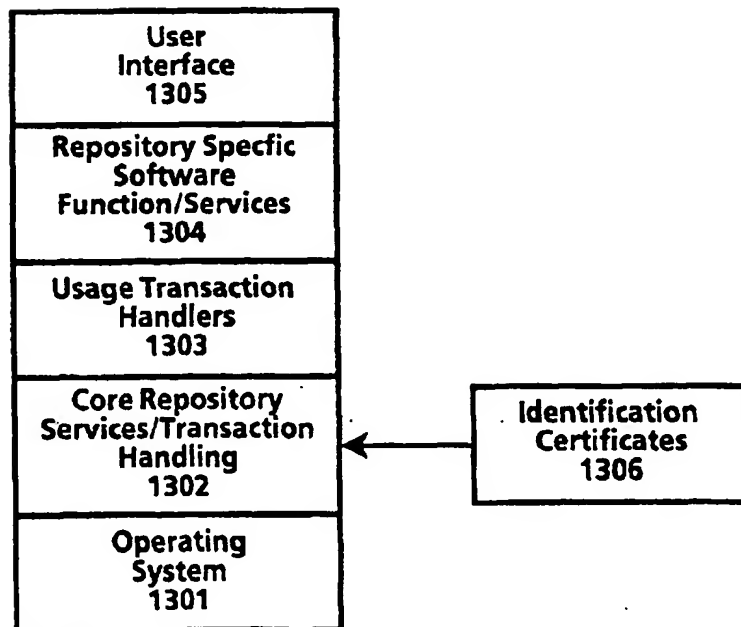 User
Interface
1305
Repository Specfic
Software
Function/Services
1304
Usage Transaction
Handlers
1303
Core Repository
Services/Transaction
Handling
1302
Identification
Certificates
1306
Operating
System
1301